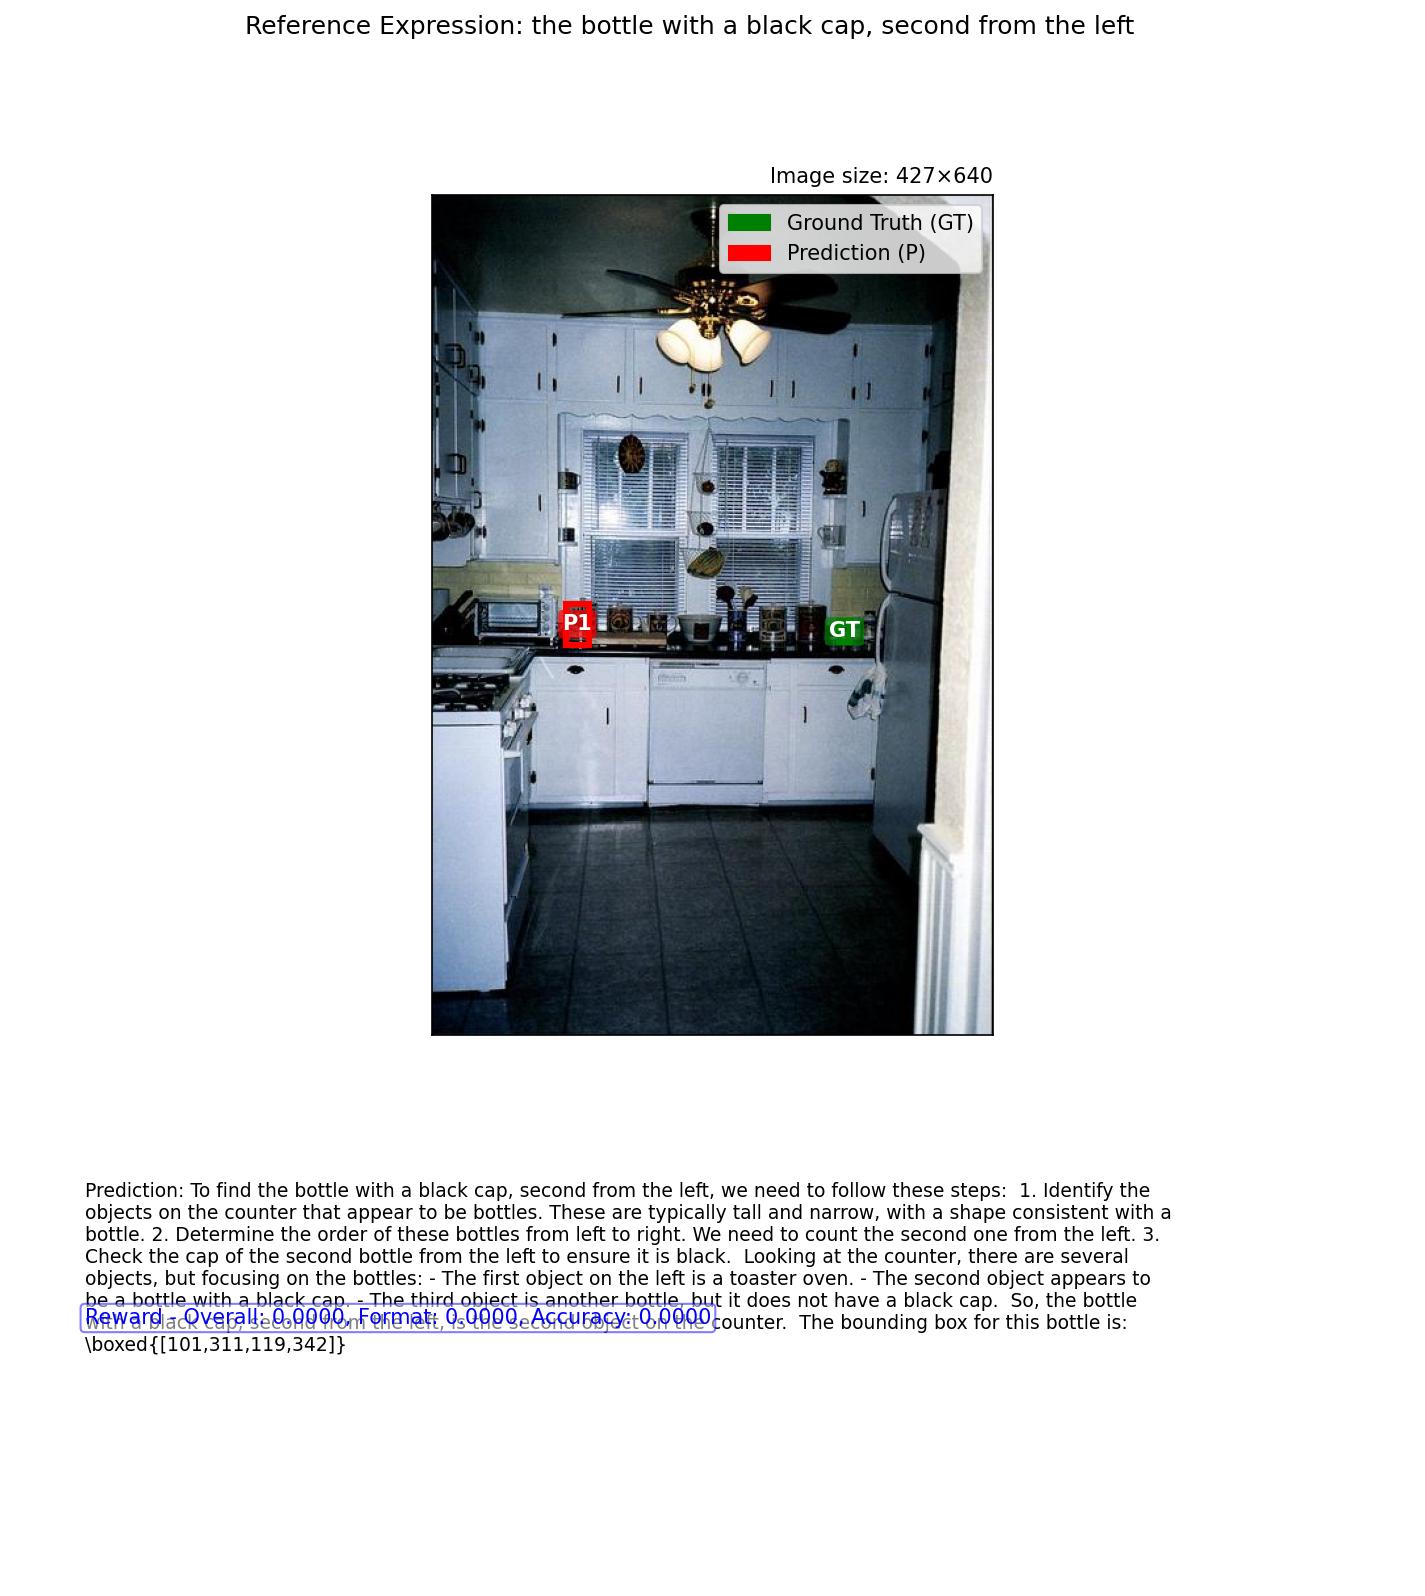 Reference Expression: the bottle with a black cap, second from the left
Image size: 427×640
Ground Truth (GT)
Prediction (P)
P1
GT
Prediction: To find the bottle with a black cap, second from the left, we need to follow these steps:  1. Identify the
objects on the counter that appear to be bottles. These are typically tall and narrow, with a shape consistent with a
bottle. 2. Determine the order of these bottles from left to right. We need to count the second one from the left. 3.
Check the cap of the second bottle from the left to ensure it is black.  Looking at the counter, there are several
objects, but focusing on the bottles: - The first object on the left is a toaster oven. - The second object appears to
be a bottle with a black cap. - The third object is another bottle, but it does not have a black cap.  So, the bottle
Reward - Overall: 0.0000, Format: 0.0000, Accuracy: 0.0000
with a black cap, second from the left, is the second object on the counter.  The bounding box for this bottle is:
\boxed{[101,311,119,342]}